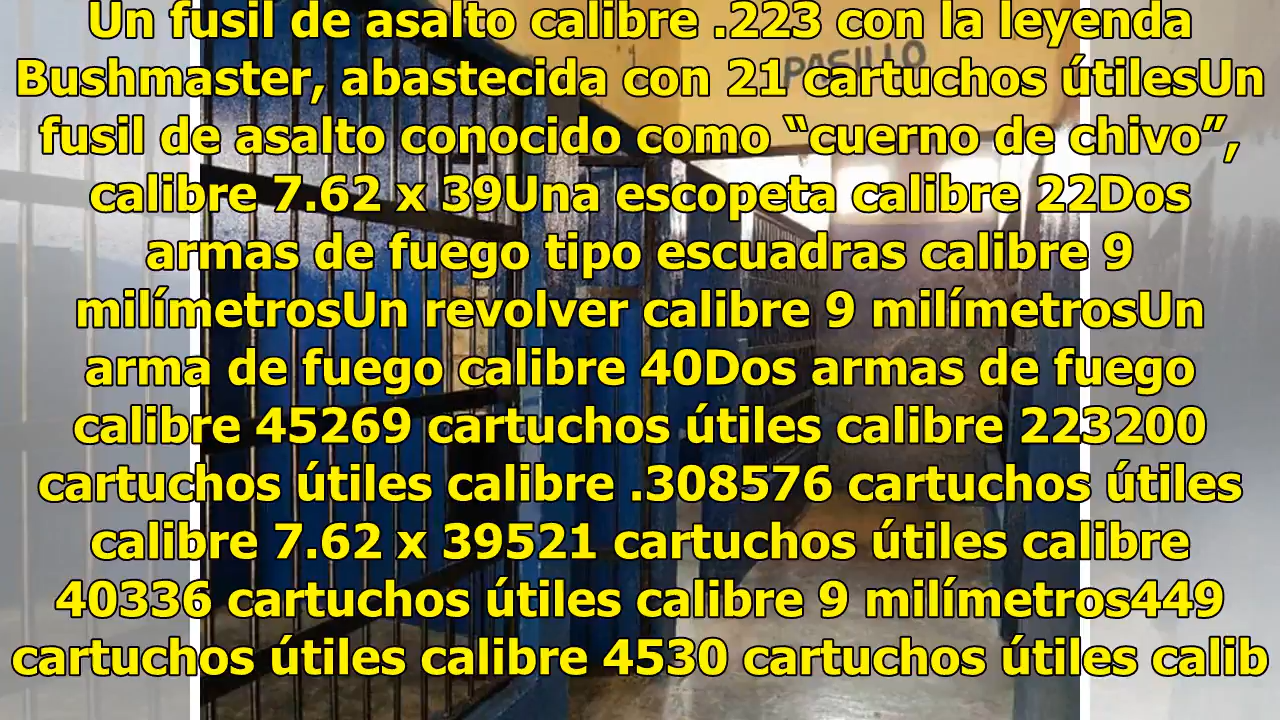 Un fusil de asalto calibre .223 con la leyenda
Bushmaster, abastecida con 21 cartuchos útilesUn
fusil de asalto conocido como “cuerno de chivo”,
calibre 7.62 x 39Una escopeta calibre 22Dos
armas de fuego tipo escuadras calibre 9
milímetrosUn revolver calibre 9 milímetrosUn
arma de fuego calibre 40Dos armas de fuego
calibre 45269 cartuchos útiles calibre 223200
cartuchos útiles calibre .308576 cartuchos útiles
calibre 7.62 x 39521 cartuchos útiles calibre
40336 cartuchos útiles calibre 9 milímetros449
cartuchos útiles calibre 4530 cartuchos útiles calib
PASILLO